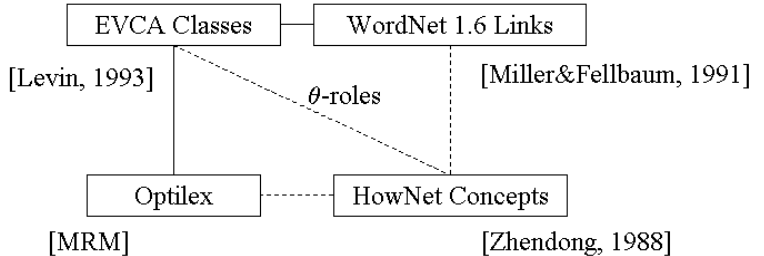 EVCA Classes
WordNet 1.6 Links
[Levin, 1993]
[Miller&Fellbaum, 1991]
θ-roles
Optilex
HowNet Concepts
[MRM]
[Zhendong, 1988]